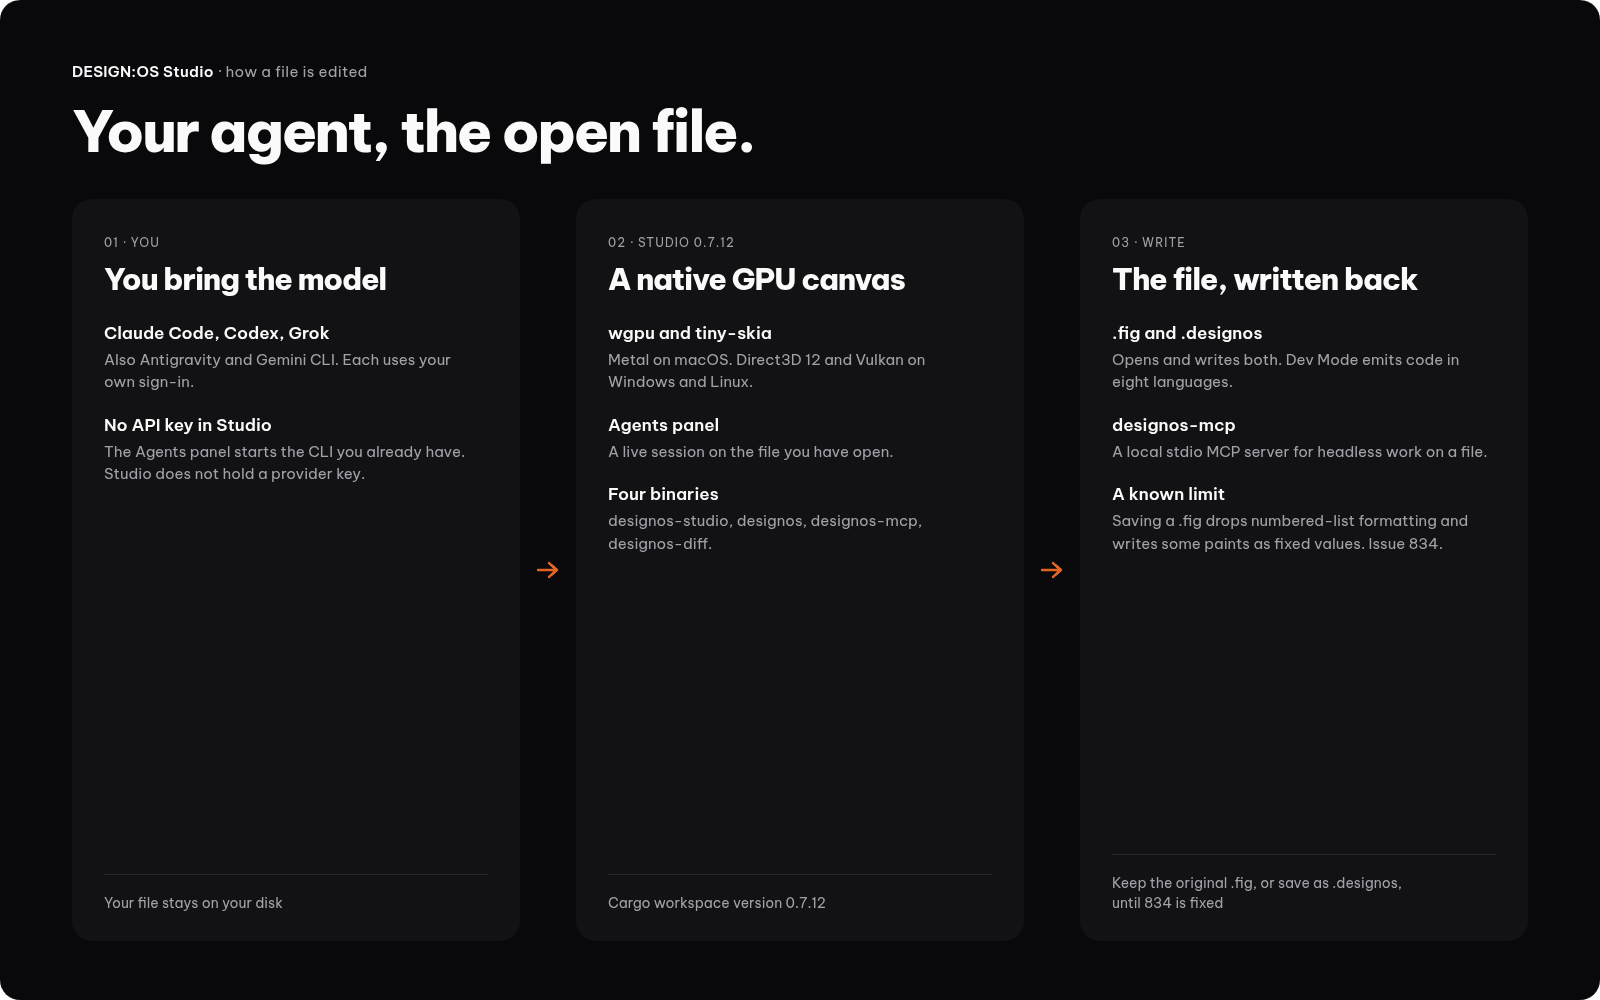 DESIGN:OS Studio · how a file is edited
Your agent, the open file.
01 · YOU
You bring the model
Claude Code, Codex, Grok
Also Antigravity and Gemini CLI. Each uses your
own sign-in.
No API key in Studio
The Agents panel starts the CLI you already have.
Studio does not hold a provider key.
Your file stays on your disk
02 · STUDIO 0.7.12
A native GPU canvas
wgpu and tiny-skia
Metal on macOS. Direct3D 12 and Vulkan on
Windows and Linux.
Agents panel
A live session on the file you have open.
Four binaries
designos-studio, designos, designos-mcp,
designos-diff.
Cargo workspace version 0.7.12
03 · WRITE
The file, written back
.fig and .designos
Opens and writes both. Dev Mode emits code in
eight languages.
designos-mcp
A local stdio MCP server for headless work on a file.
A known limit
Saving a .fig drops numbered-list formatting and
writes some paints as fixed values. Issue 834.
Keep the original .fig, or save as .designos,
until 834 is fixed